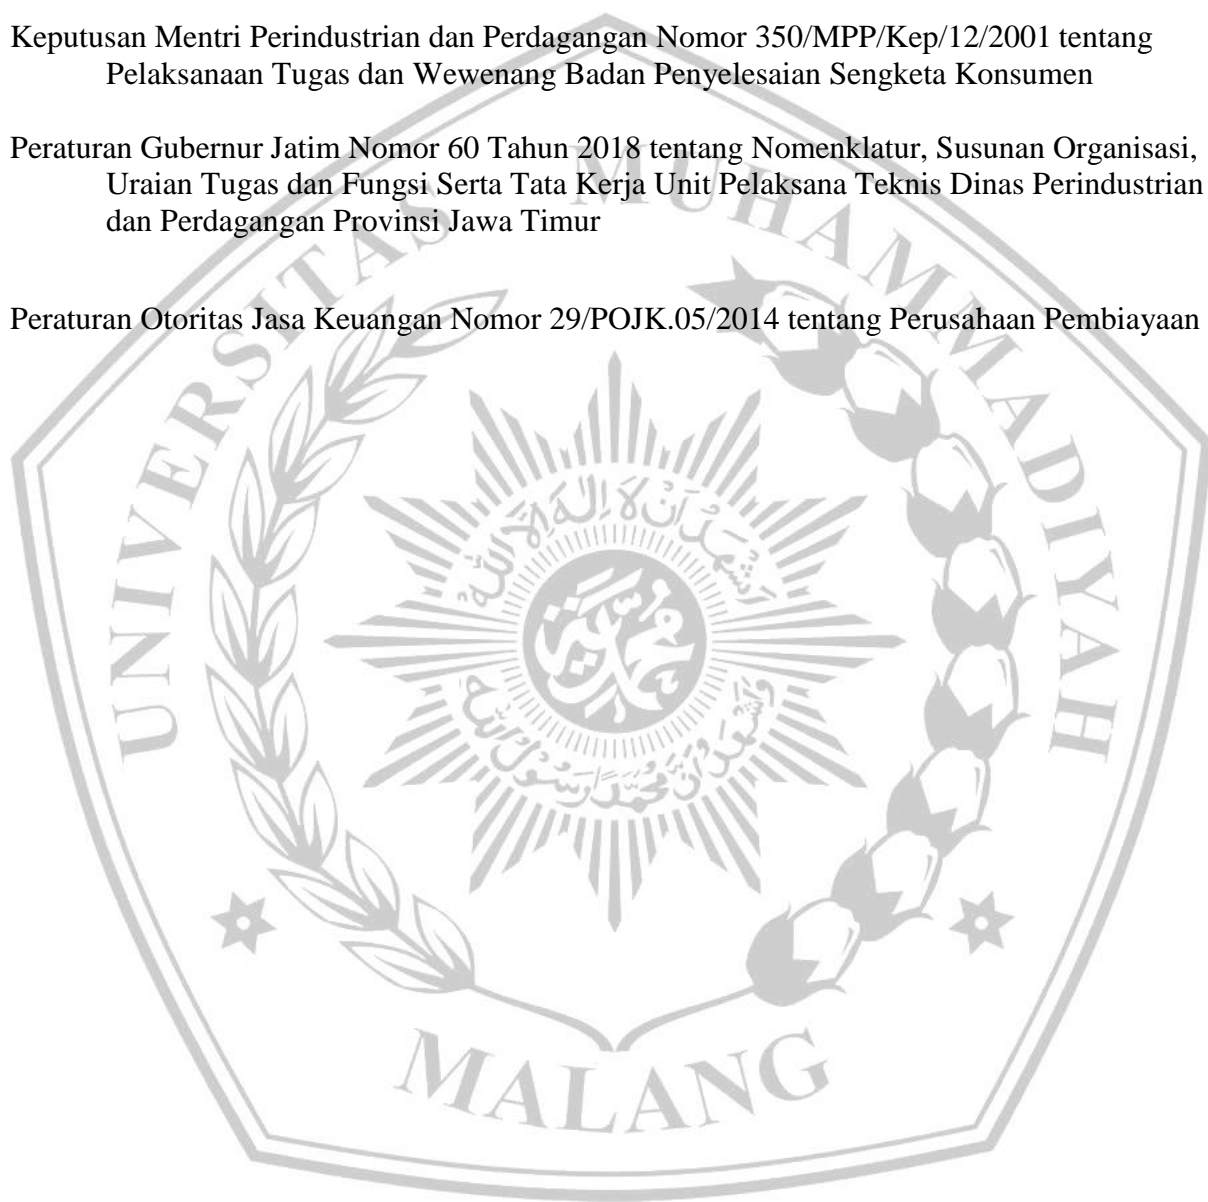 Keputusan Mentri Perindustrian dan Perdagangan Nomor 350/MPP/Kep/12/2001 tentang
Pelaksanaan Tugas dan Wewenang Badan Penyelesaian Sengketa Konsumen
Peraturan Gubernur Jatim Nomor 60 Tahun 2018 tentang Nomenklatur, Susunan Organisasi,
Uraian Tugas dan Fungsi Serta Tata Kerja Unit Pelaksana Teknis Dinas Perindustrian
dan Perdagangan Provinsi Jawa Timur
Peraturan Otoritas Jasa Keuangan Nomor 29/POJK.05/2014 tentang Perusahaan Pembiayaan
UNIVERSITAS MUHAMMADIYAH
MALANG